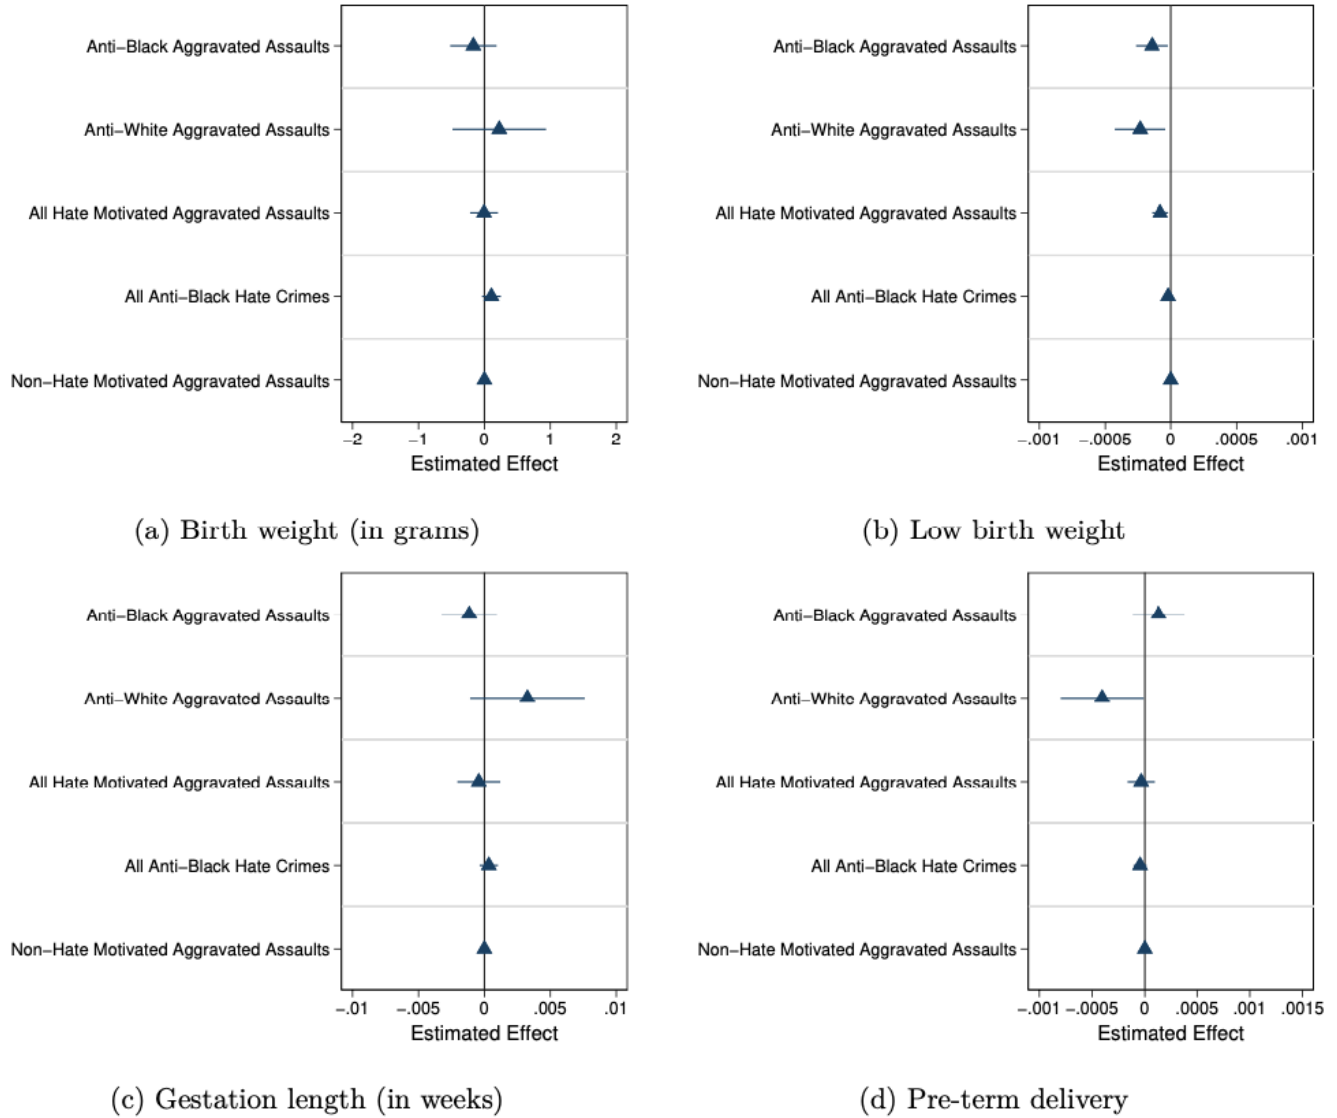 Anti-Black Aggravated Assaults
Anti-White Aggravated Assaults
All Hate Motivated Aggravated Assaults
All Anti-Black Hate Crimes
Non-Hate Motivated Aggravated Assaults
-2 -1 0 1 2
Estimated Effect
(a) Birth weight (in grams)
Anti-Black Aggravated Assaults
Anti-White Aggravated Assaults
All Hate Motivated Aggravated Assaults
All Anti-Black Hate Crimes
Non-Hate Motivated Aggravated Assaults
-.001 -.0005 0 .0005 .001
Estimated Effect
(b) Low birth weight
Anti-Black Aggravated Assaults
Anti-White Aggravated Assaults
All Hate Motivated Aggravated Assaults
All Anti-Black Hate Crimes
Non-Hate Motivated Aggravated Assaults
-.01 -.005 0 .005 .01
Estimated Effect
(c) Gestation length (in weeks)
Anti-Black Aggravated Assaults
Anti-White Aggravated Assaults
All Hate Motivated Aggravated Assaults
All Anti-Black Hate Crimes
Non-Hate Motivated Aggravated Assaults
-.001 -.0005 0 .0005 .001 .0015
Estimated Effect
(d) Pre-term delivery